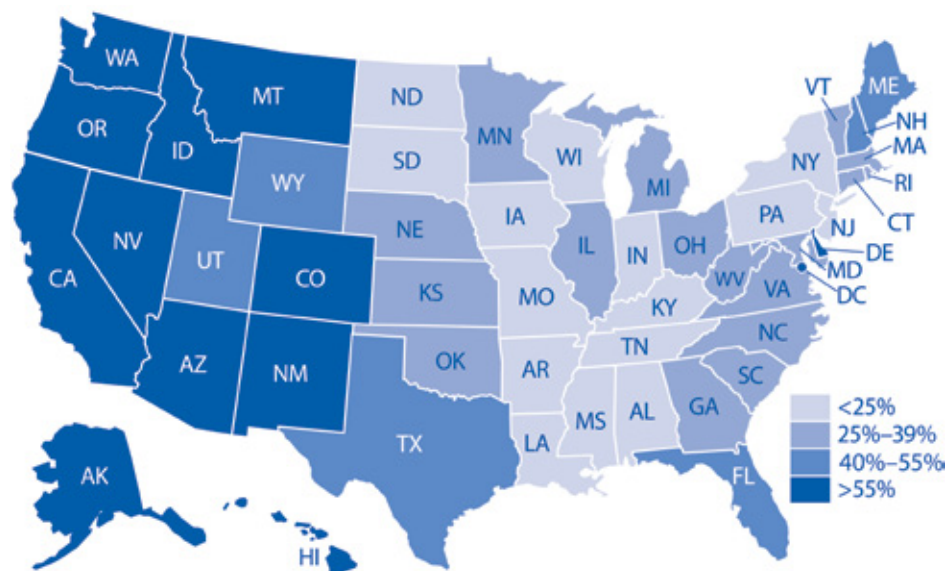 WA
MT
ND
MN
VT
ME
OR
ID
SD
WI
NH
MA
WY
MI
NY
RI
CT
NV
NE
IA
PA
NJ
CA
UT
CO
IL
IN
OH
DE
MD
WV
DC
KS
MO
VA
KY
NC
AZ
NM
OK
AR
TN
SC
MS
AL
GA
TX
LA
FL
AK
HI
<25%
25%–39%
40%–55%
>55%